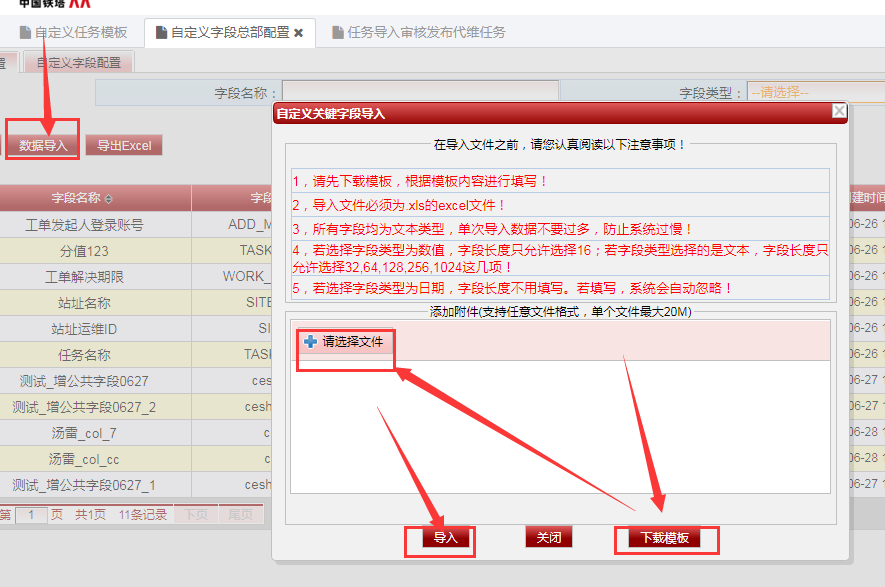 中国铁塔
自定义任务模板 自定义字段总部配置 任务导入审核发布代维任务
置 自定义字段配置
字段名称： 字段类型： --请选择--
自定义关键字段导入
在导入文件之前，请您认真阅读以下注意事项！
数据导入 导出Excel
1，请先下载模板，根据模板内容进行填写！
2，导入文件必须为.xls的excel文件！
3，所有字段均为文本类型，单次导入数据不要过多，防止系统过慢！
4，若选择字段类型为数值，字段长度只允许选择16；若字段类型选择的是文本，字段长度只
允许选择32,64,128,256,1024这几项！
5，若选择字段类型为日期，字段长度不用填写。若填写，系统会自动忽略！
添加附件(支持任意文件格式，单个文件最大20M)
请选择文件
导入 关闭 下载模板
字段名称 字段 建时间
工单发起人登录账号 ADD_M 06-26 1
分值123 TASK 06-26 1
工单解决期限 WORK_ 06-26 1
站址名称 SITE 06-26 1
站址运维ID SI 06-26 1
任务名称 TASK 06-26 1
测试_增公共字段0627 ces 06-27 1
测试_增公共字段0627_2 cesh 06-27 1
汤雷_col_7 c 06-28 1
汤雷_col_cc c 06-28 1
测试_增公共字段0627_1 cesh 06-27 1
第 1 页 共1页 11条记录 下页 尾页